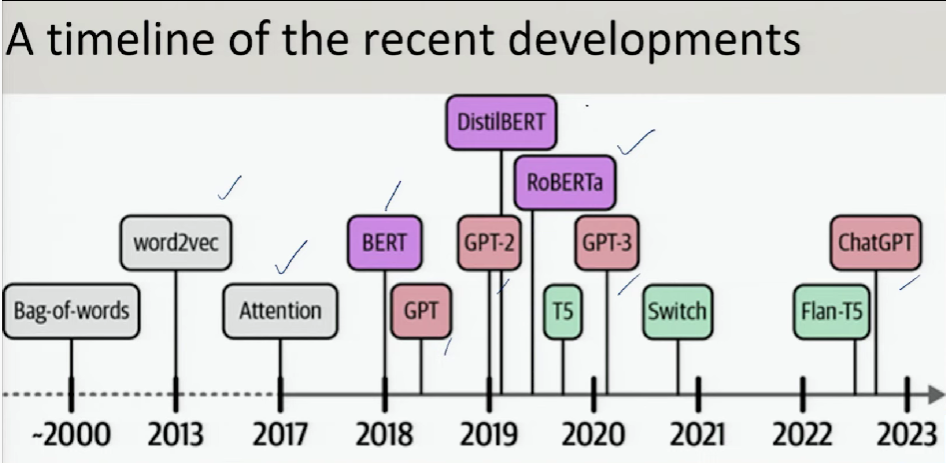 A timeline of the recent developments
DistilBERT
RoBERTa
word2vec
BERT
GPT-2
GPT-3
ChatGPT
Bag-of-words
Attention
GPT
T5
Switch
Flan-T5
~2000 2013 2017 2018 2019 2020 2021 2022 2023